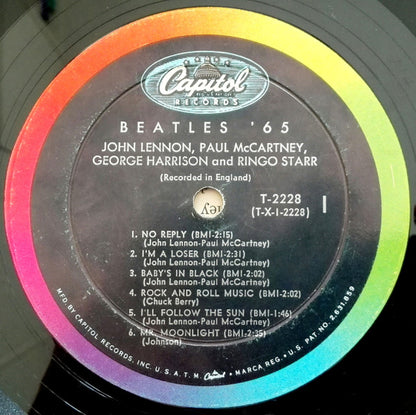 Capitol
RECORDS
BEATLES '65
JOHN LENNON, PAUL McCARTNEY,
GEORGE HARRISON and RINGO STARR
(Recorded in England)
T-2228
(T-X-1-2228)
1
1. NO REPLY (BMI-2:15)
(John Lennon-Paul McCartney)
2. I'M A LOSER (BMI-2:31)
(John Lennon-Paul McCartney)
3. BABY'S IN BLACK (BMI-2:02)
(John Lennon-Paul McCartney)
4. ROCK AND ROLL MUSIC (BMI-2:02)
(Chuck Berry)
5. I'LL FOLLOW THE SUN (BMI-1:46)
(John Lennon-Paul McCartney)
6. MR. MOONLIGHT (BMI-2:35)
(Johnson)
MFD. BY CAPITOL RECORDS, INC. U.S.A. T.M. Capitol MARCA REG. • U.S. PAT. NO. 2,631,859